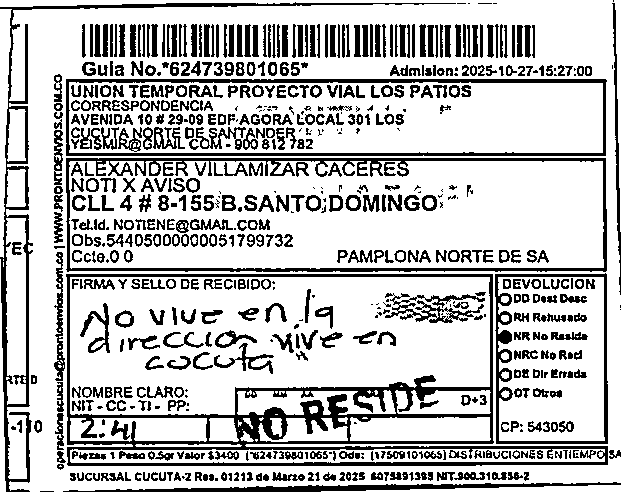 Guia No.*624739801065*
Admision: 2025-10-27-15:27:00
UNION TEMPORAL PROYECTO VIAL LOS PATIOS
CORRESPONDENCIA
AVENIDA 10 # 29-09 EDF AGORA LOCAL 301 LOS
CUCUTA NORTE DE SANTANDER
YEISMIR@GMAIL COM - 900 812 782
ALEXANDER VILLAMIZAR CACERES
NOTI X AVISO
CLL 4 # 8-155 B.SANTO DOMINGO
Tel.Id. NOTIENE@GMAIL.COM
Obs.54405000000051799732
Ccto.0 0
PAMPLONA NORTE DE SA
FIRMA Y SELLO DE RECIBIDO:
No vive en la
dirección vive en
cocuta
NOMBRE CLARO:
NIT - CC - TI - PP:
D+3
NO RESIDE
2:41
DEVOLUCION
DD Dest Desc
RH Rehusado
NR No Reside
NRC No Recl
DE Dir Errada
OT Otros
CP: 543050
Piezas 1 Peso 0.5gr Valor $3400 (*624739801065*) Ods: (17509101065) DISTRIBUCIONES ENTIEMPO SA
SUCURSAL CUCUTA-2 Res. 01213 de Marzo 21 de 2025 6075891395 NIT.900.310.856-2
operacionescucuta@prontoenvios.com.co | WWW.PRONTOENVIOS.COM.CO